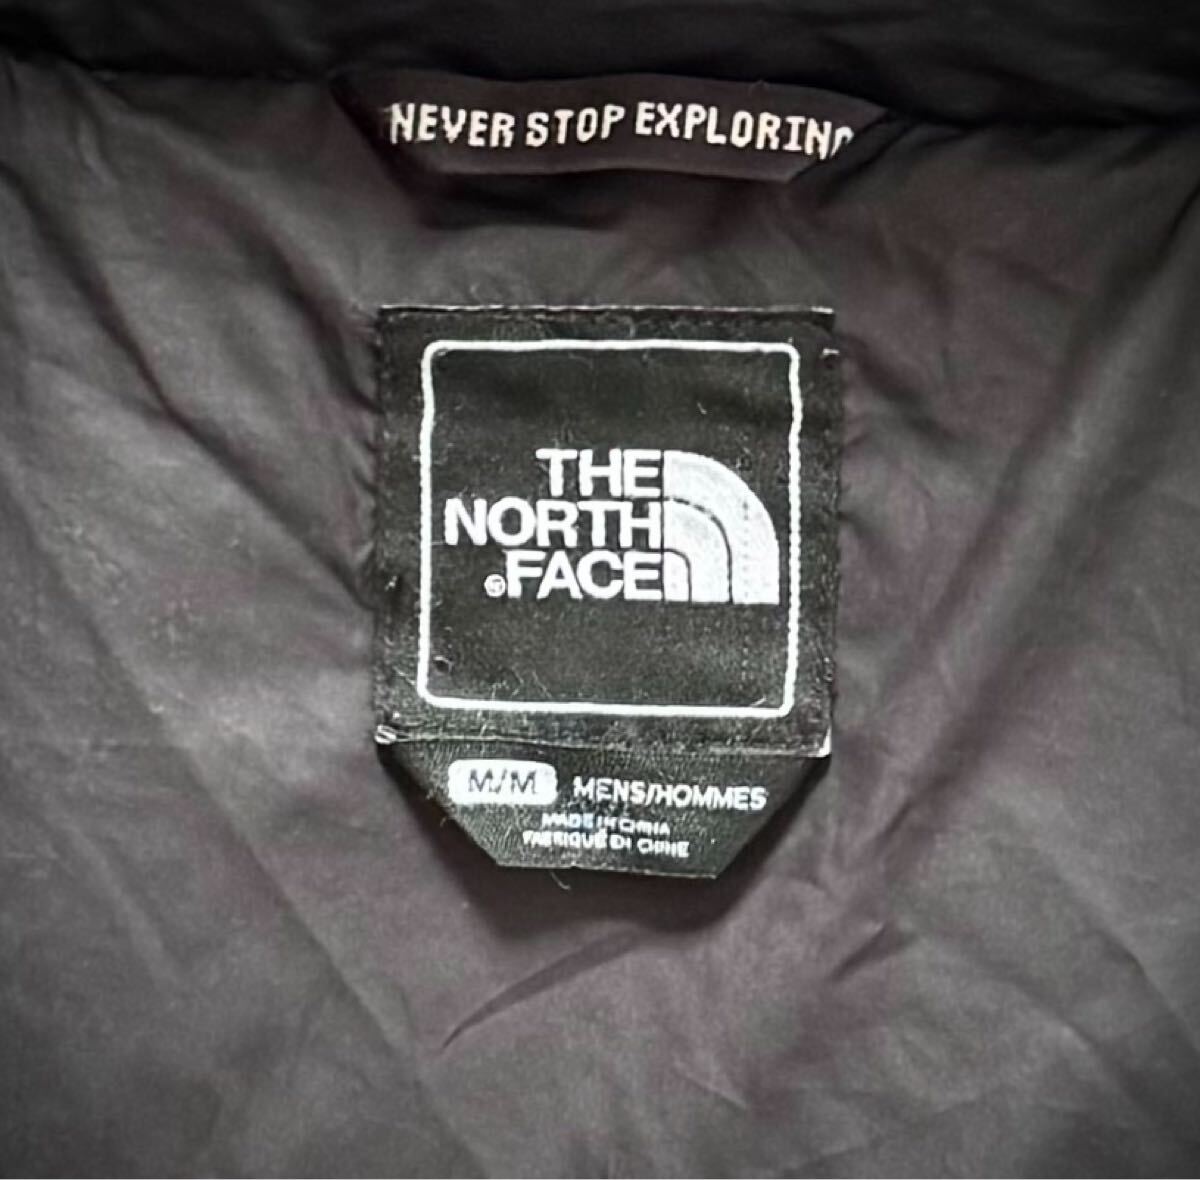 NEVER STOP EXPLORING
THE
NORTH
®FACE
M/M MENS/HOMMES
MADE IN CHINA
FABRIQUÉ EN CHINE